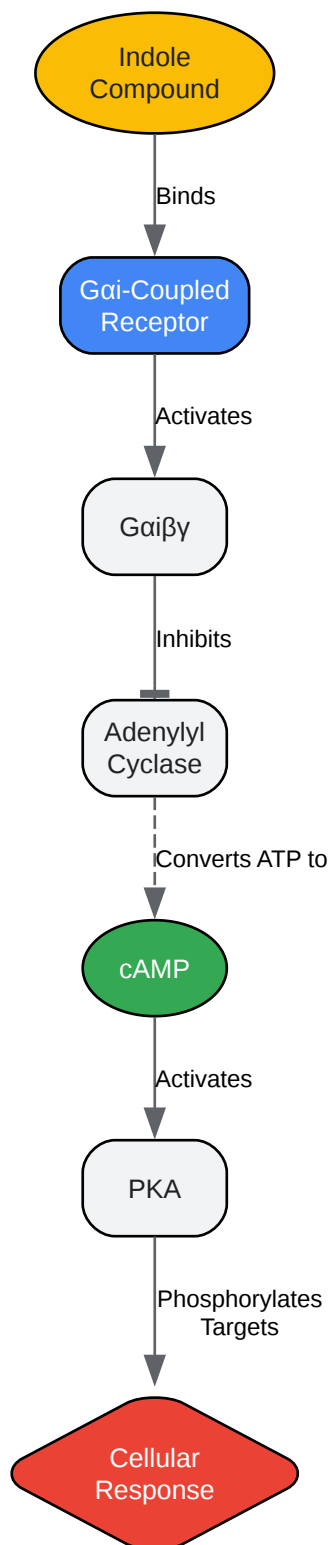 Indole
Compound
Binds
Gαi-Coupled
Receptor
Activates
Gαiβγ
Inhibits
Adenylyl
Cyclase
Converts ATP to
cAMP
Activates
PKA
Phosphorylates
Targets
Cellular
Response